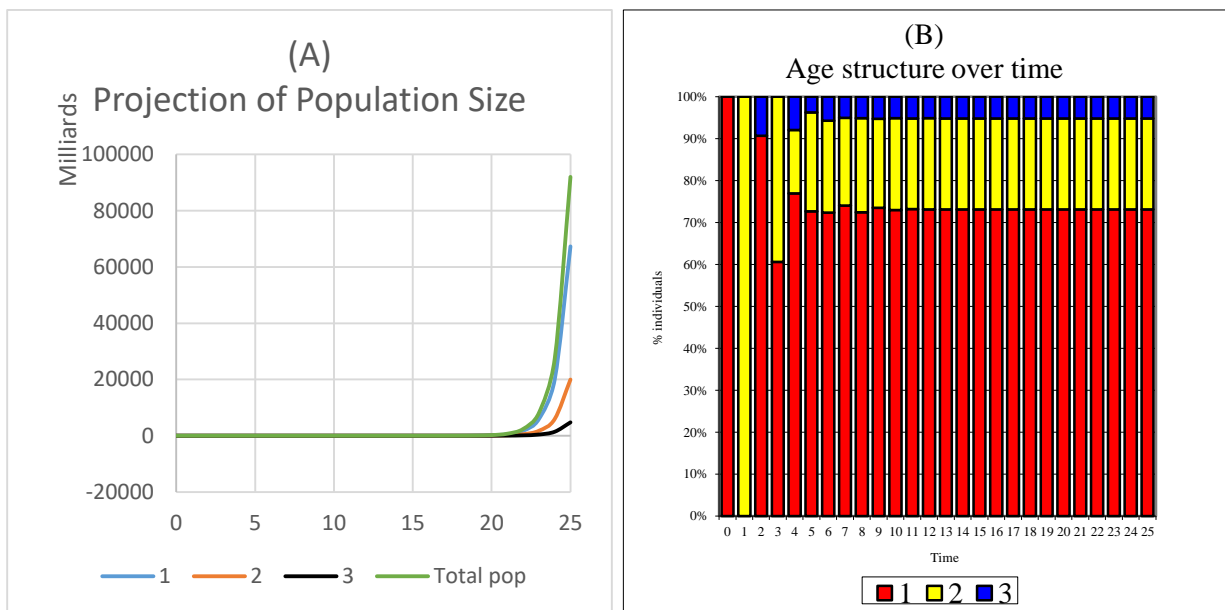 (A)
Projection of Population Size
Milliards
100000
80000
60000
40000
20000
0
-20000
0 5 10 15 20 25
1 2 3 Total pop
(B)
Age structure over time
100%
90%
80%
70%
60%
50%
40%
30%
20%
10%
0%
% individuals
0 1 2 3 4 5 6 7 8 9 10 11 12 13 14 15 16 17 18 19 20 21 22 23 24 25
Time
1 2 3